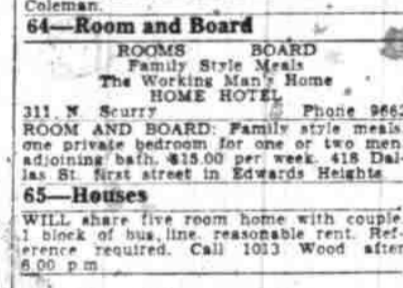 Coleman.
64—Room and Board
ROOMS BOARD
Family Style Meals
The Working Man's Home
HOME HOTEL
311 N Scurry Phone 9662
ROOM AND BOARD: Family style meals.
one private bedroom for one or two men
adjoining bath. $15.00 per week. 418 Dal-
las St. first street in Edwards Heights
65—Houses
WILL share five room home with couple.
1 block of bus line. reasonable rent. Ref-
erence required. Call 1013 Wood after
6:00 p m